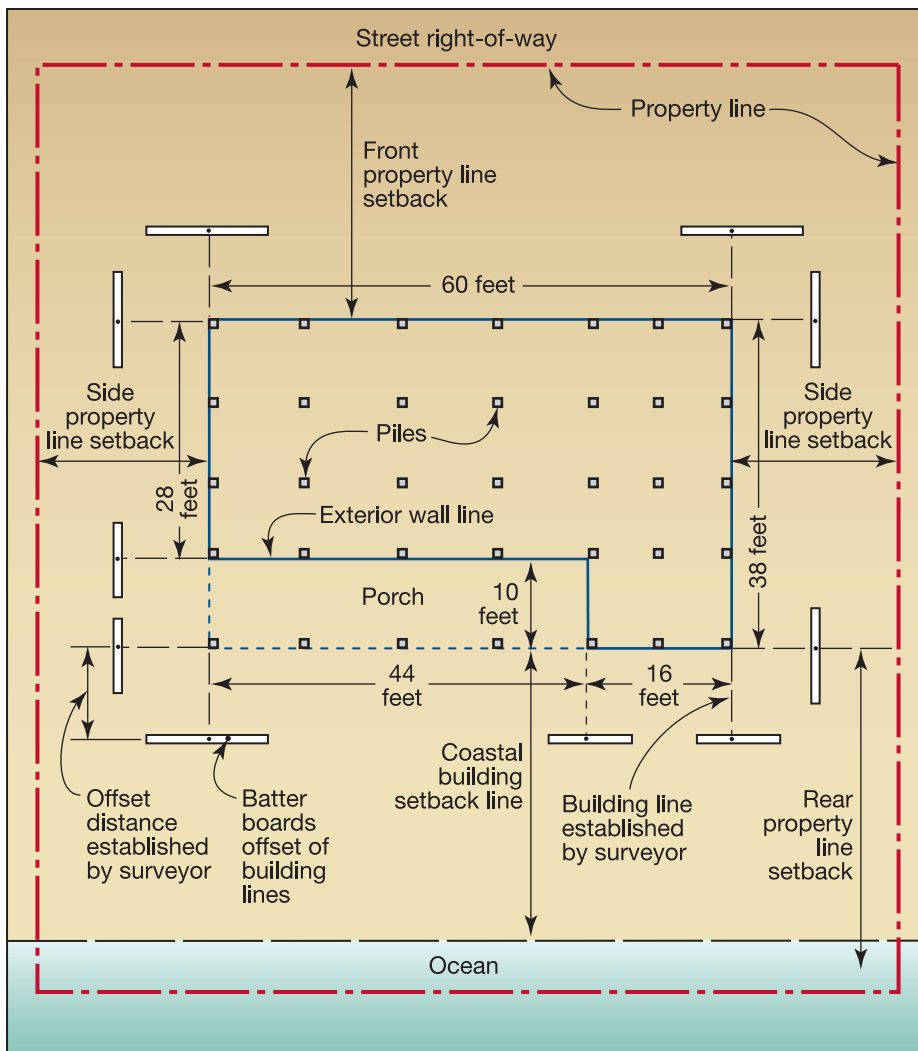 Street right-of-way
Property line
Front
property line
setback
60 feet
Side
property
line setback
Side
property
line setback
Piles
28
feet
Exterior wall line
38 feet
Porch
10
feet
44
feet
16
feet
Coastal
building
setback line
Offset
distance
established
by surveyor
Batter
boards
offset of
building
lines
Building line
established
by surveyor
Rear
property
line
setback
Ocean